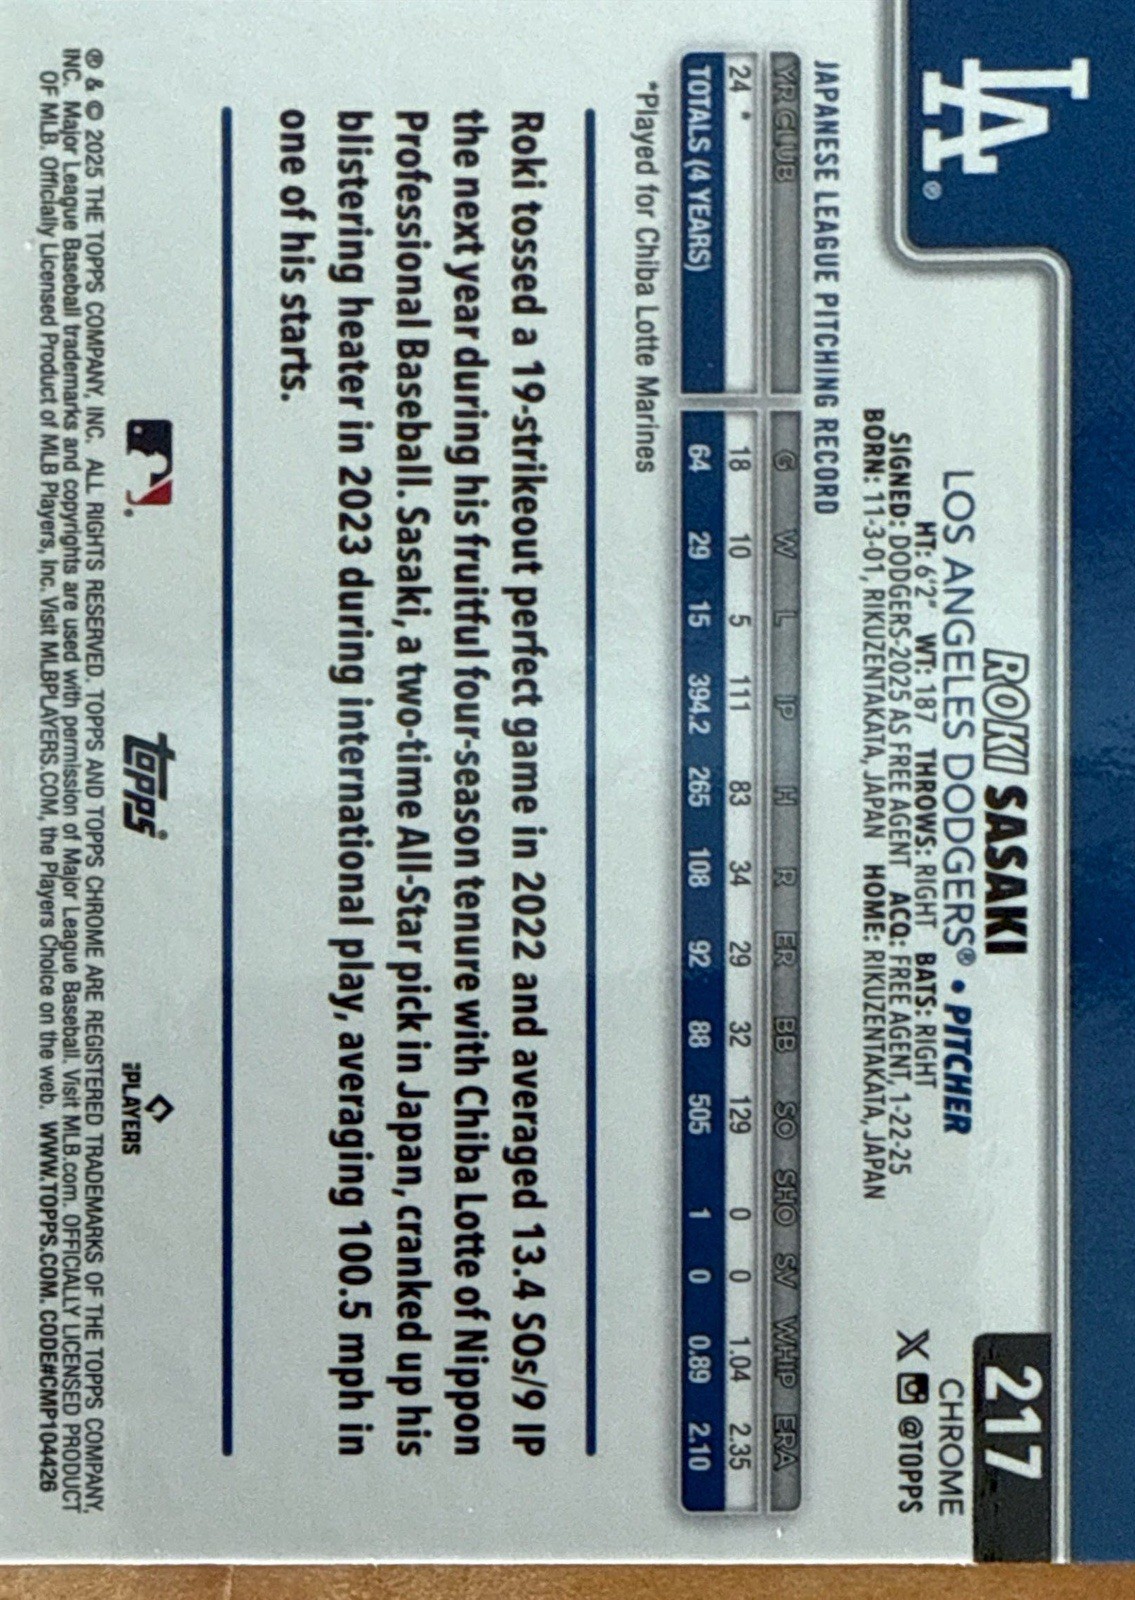 LA®
217
CHROME
X @TOPPS
ROKI SASAKI
LOS ANGELES DODGERS® • PITCHER
HT: 6'2" WT: 187 THROWS: RIGHT BATS: RIGHT
SIGNED: DODGERS-2025 AS FREE AGENT ACQ: FREE AGENT, 1-22-25
BORN: 11-3-01, RIKUZENTAKATA, JAPAN HOME: RIKUZENTAKATA, JAPAN
JAPANESE LEAGUE PITCHING RECORD
YR CLUB G W L IP H R ER BB SO SHO SV WHIP ERA
24 * 18 10 5 111 83 34 29 32 129 0 0 1.04 2.35
TOTALS (4 YEARS) 64 29 15 394.2 265 108 92 88 505 1 0 0.89 2.10
*Played for Chiba Lotte Marines
Roki tossed a 19-strikeout perfect game in 2022 and averaged 13.4 SOs/9 IP
the next year during his fruitful four-season tenure with Chiba Lotte of Nippon
Professional Baseball. Sasaki, a two-time All-Star pick in Japan, cranked up his
blistering heater in 2023 during international play, averaging 100.5 mph in
one of his starts.
topps®
PLAYERS
® & © 2025 THE TOPPS COMPANY, INC. ALL RIGHTS RESERVED. TOPPS AND TOPPS CHROME ARE REGISTERED TRADEMARKS OF THE TOPPS COMPANY,
INC. Major League Baseball trademarks and copyrights are used with permission of Major League Baseball. Visit MLB.com. OFFICIALLY LICENSED PRODUCT
OF MLB. Officially Licensed Product of MLB Players, Inc. Visit MLBPLAYERS.COM, the Players Choice on the web. WWW.TOPPS.COM. CODE#CMP104426